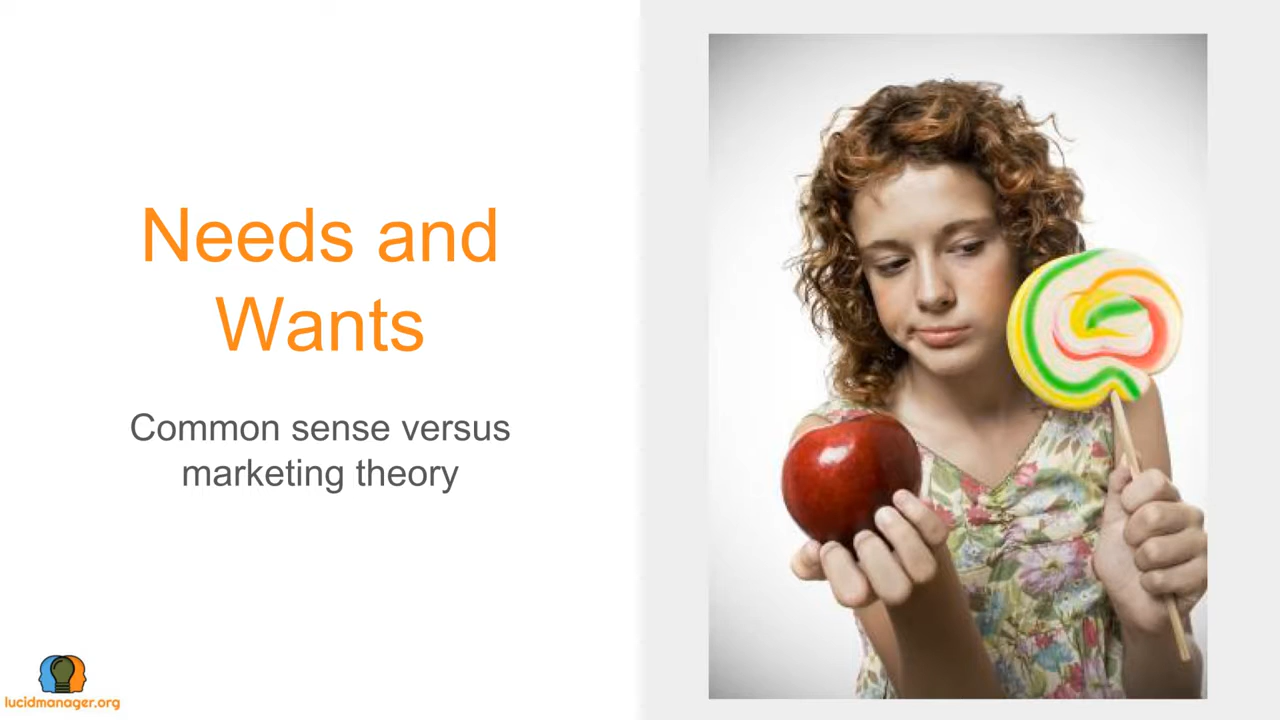 Needs and
Wants
Common sense versus
marketing theory
lucidmanager.org